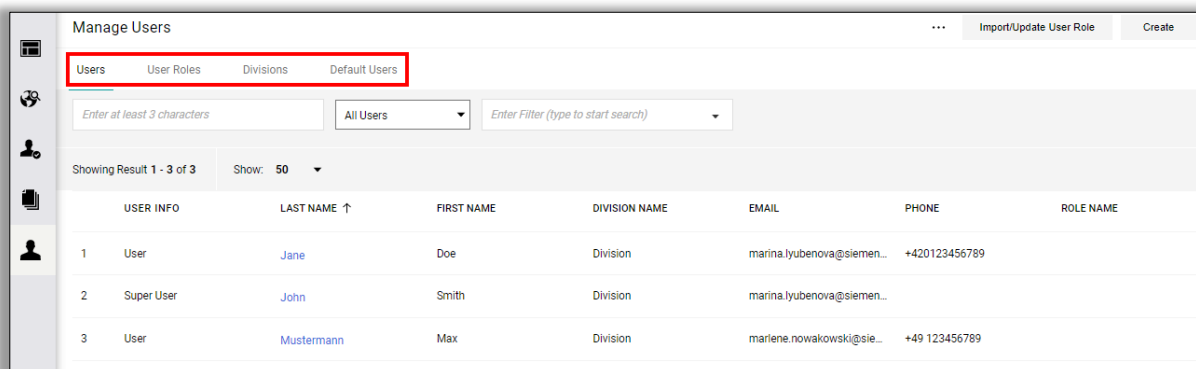 Manage Users
... Import/Update User Role Create
Users User Roles Divisions Default Users
Enter at least 3 characters All Users Enter Filter (type to start search)
Showing Result 1 - 3 of 3 Show: 50
USER INFO LAST NAME ↑ FIRST NAME DIVISION NAME EMAIL PHONE ROLE NAME
1 User Jane Doe Division marina.lyubenova@siemen... +420123456789
2 Super User John Smith Division marina.lyubenova@siemen...
3 User Mustermann Max Division marlene.nowakowski@sie... +49 123456789